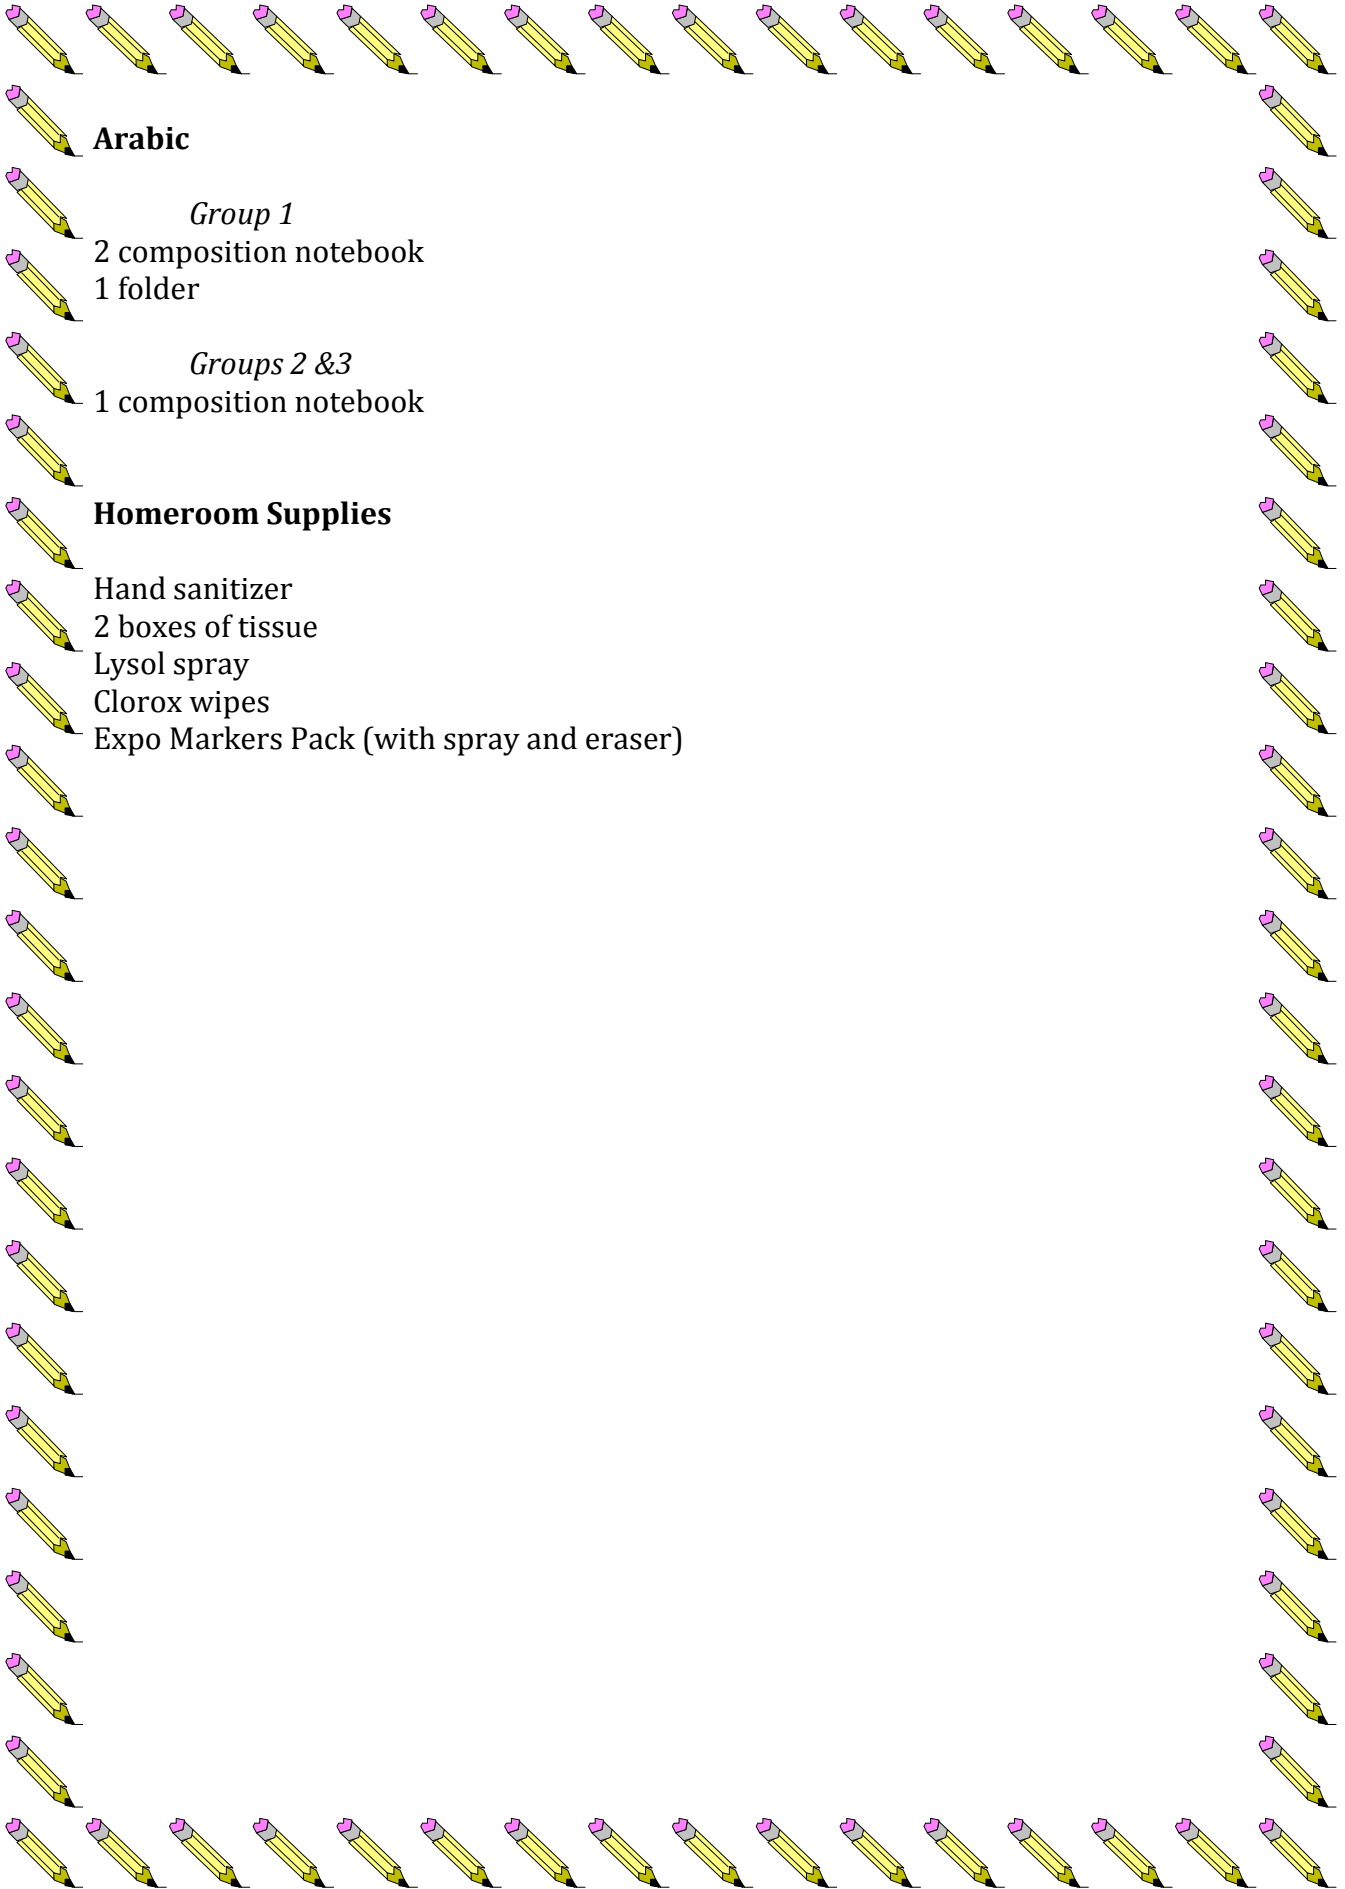 Arabic
Group 1
2 composition notebook
1 folder
Groups 2 &3
1 composition notebook
Homeroom Supplies
Hand sanitizer
2 boxes of tissue
Lysol spray
Clorox wipes
Expo Markers Pack (with spray and eraser)